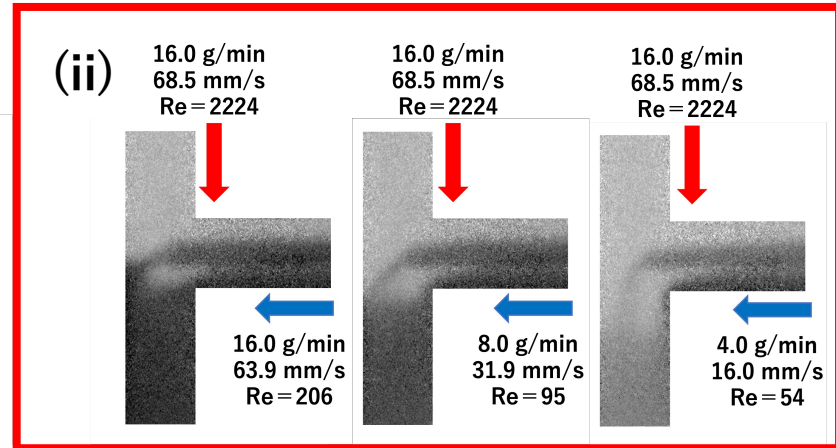 (ii)
16.0 g/min
68.5 mm/s
Re=2224
16.0 g/min
68.5 mm/s
Re=2224
16.0 g/min
68.5 mm/s
Re=2224
16.0 g/min
63.9 mm/s
Re=206
8.0 g/min
31.9 mm/s
Re=95
4.0 g/min
16.0 mm/s
Re=54